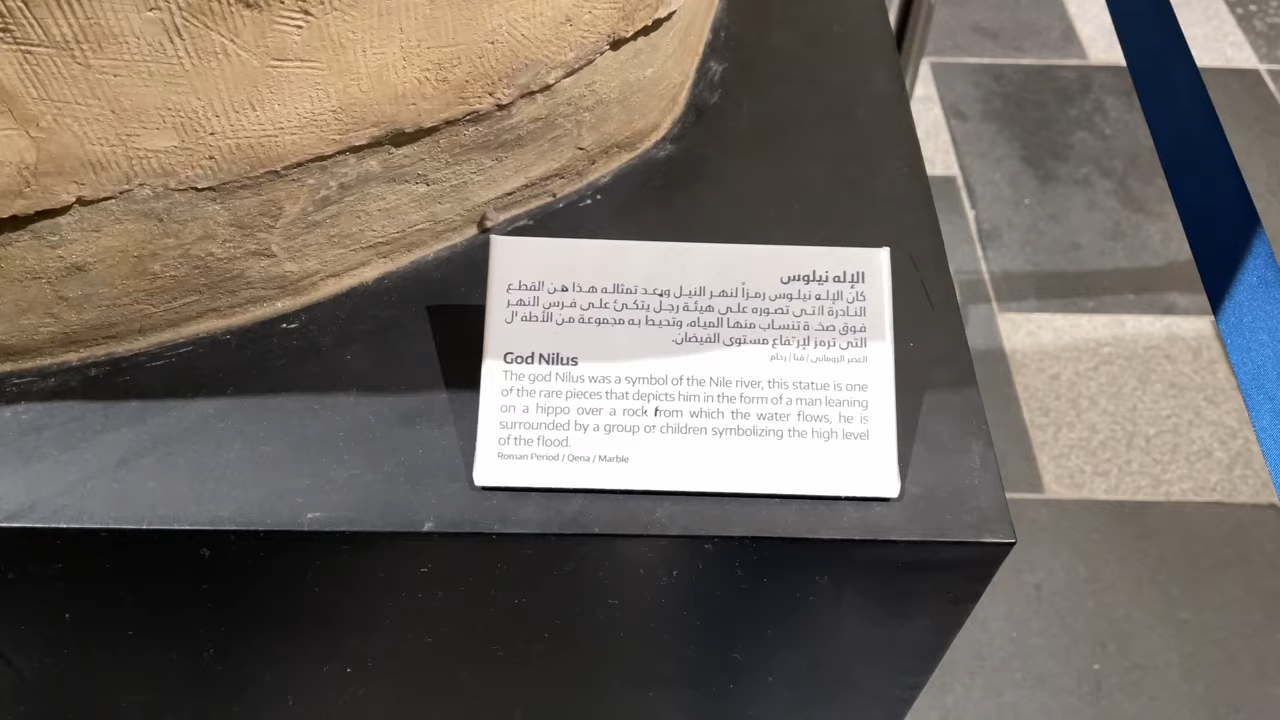 الإله نيلوس
كان الإله نيلوس رمزاً لنهر النيل ويعد تمثاله هذا من القطع
النادرة التى تصوره على هيئة رجل يتكئ على فرس النهر
فوق صخرة تنساب منها المياه، وتحيط به مجموعة من الأطفال
التى ترمز لإرتفاع مستوى الفيضان.
العصر الرومانى / قنا / رخام
God Nilus
The god Nilus was a symbol of the Nile river, this statue is one
of the rare pieces that depicts him in the form of a man leaning
on a hippo over a rock from which the water flows, he is
surrounded by a group of children symbolizing the high level
of the flood.
Roman Period / Qena / Marble